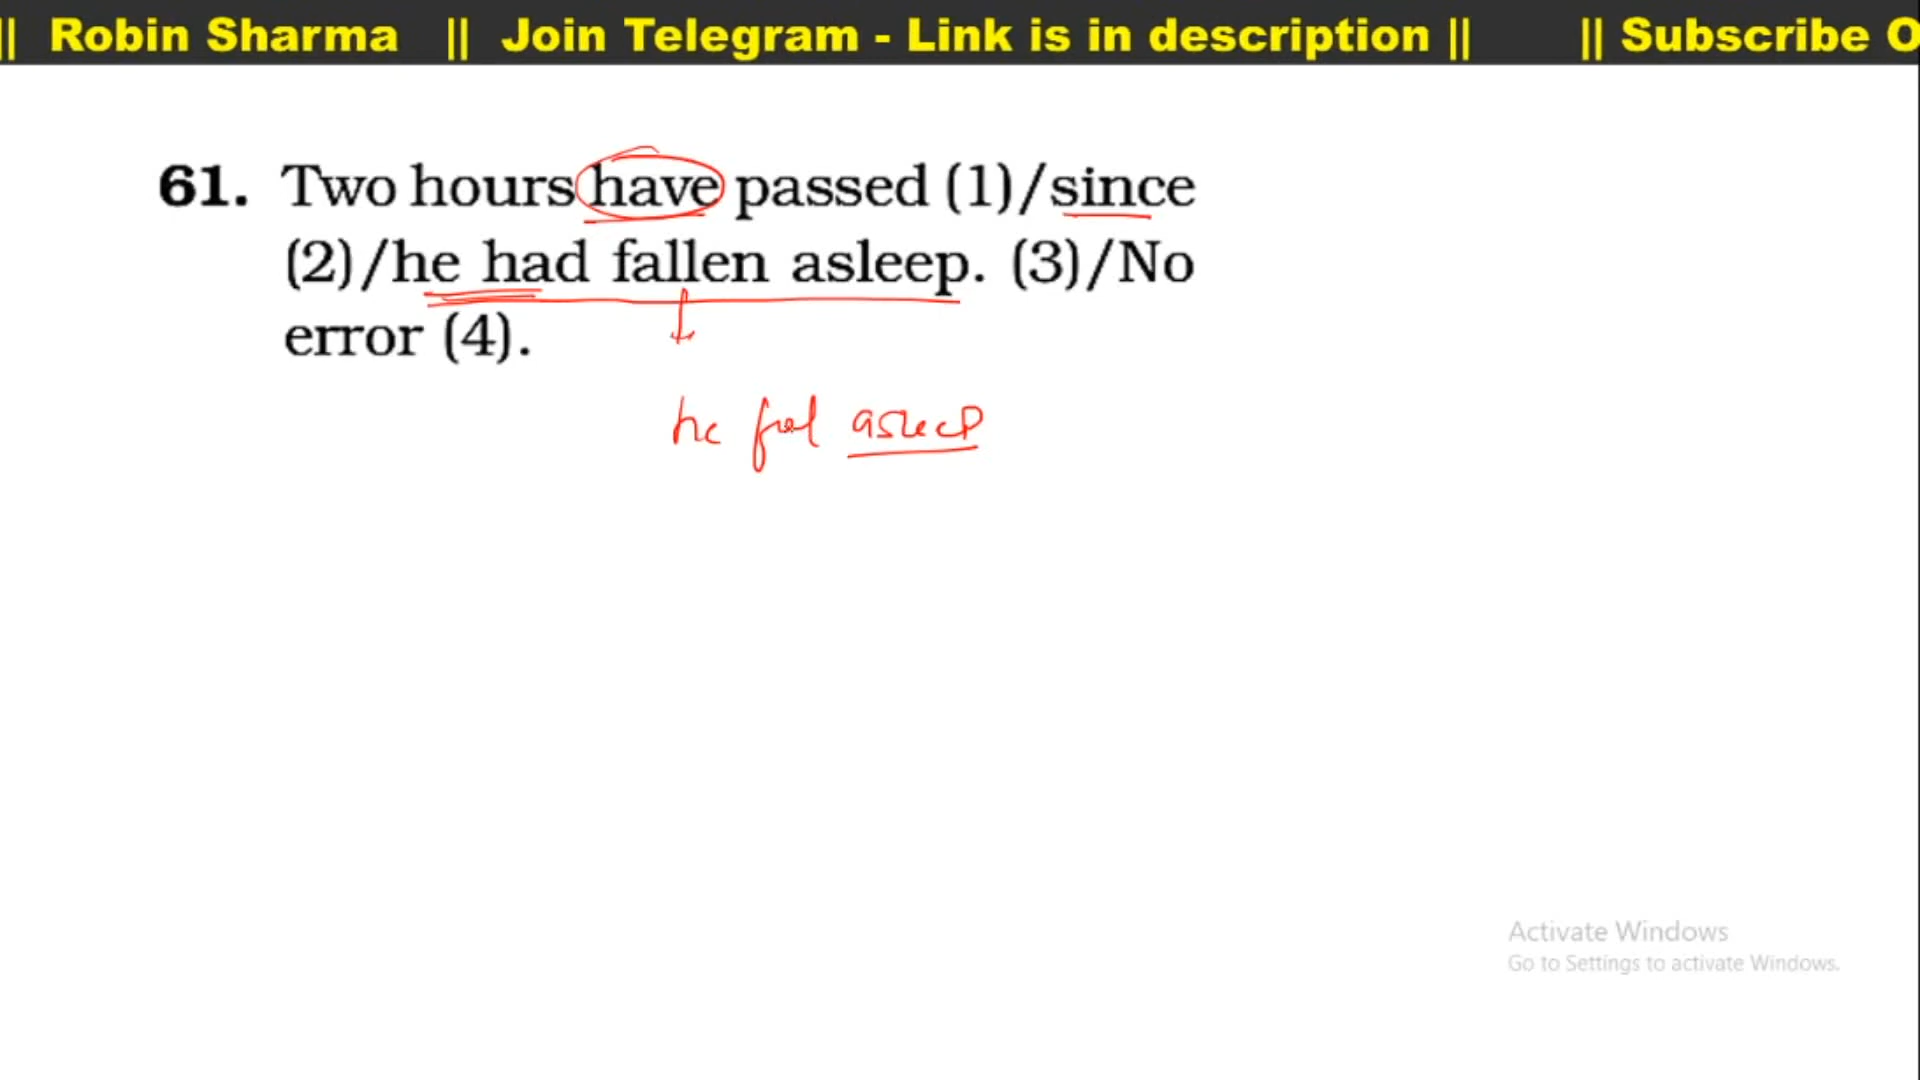 || Robin Sharma || Join Telegram - Link is in description || || Subscribe O
61. Two hours have passed (1)/since
(2)/he had fallen asleep. (3)/No
error (4).
he asleep
Activate Windows
Go to Settings to activate Windows.